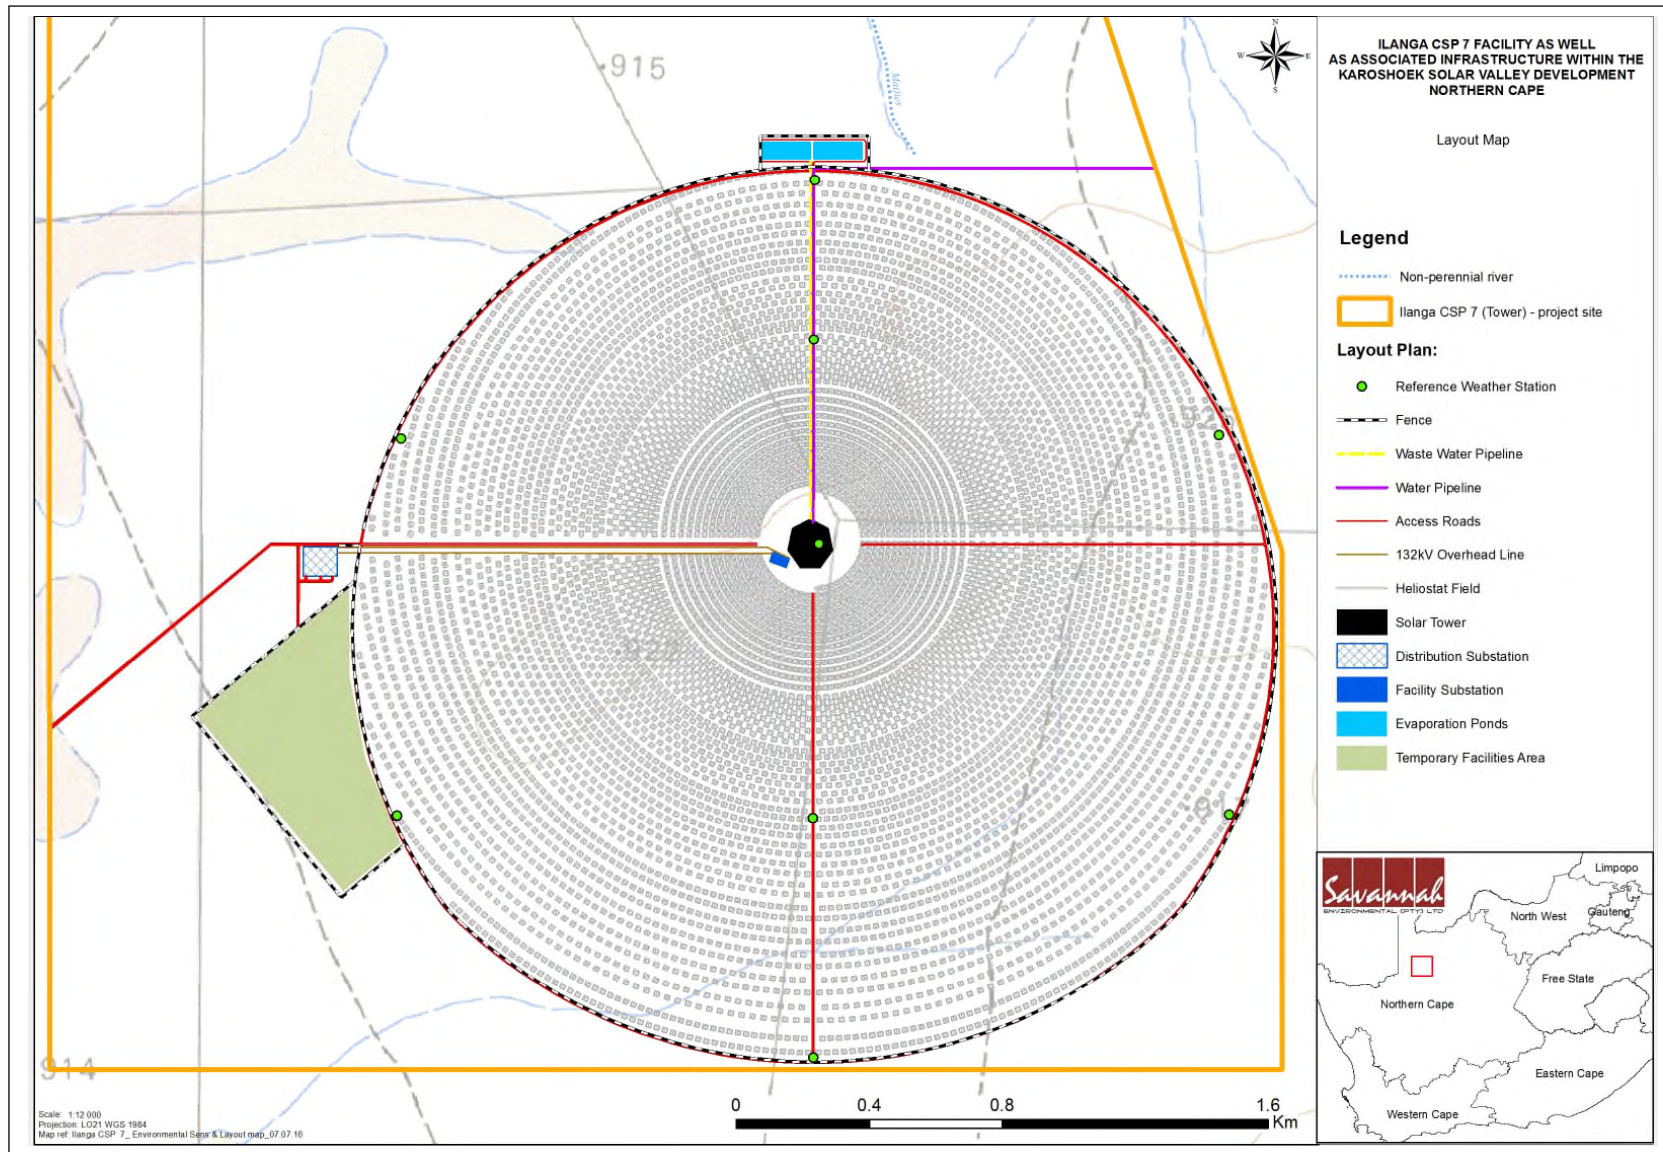 ILANGA CSP 7 FACILITY AS WELL
AS ASSOCIATED INFRASTRUCTURE WITHIN THE
KAROSHOEK SOLAR VALLEY DEVELOPMENT
NORTHERN CAPE
Layout Map
N
W
E
S
915
Matjies
914
Legend
Non-perennial river
Ilanga CSP 7 (Tower) - project site
Layout Plan:
Reference Weather Station
Fence
Waste Water Pipeline
Water Pipeline
Access Roads
132kV Overhead Line
Heliostat Field
Solar Tower
Distribution Substation
Facility Substation
Evaporation Ponds
Temporary Facilities Area
Savannah
ENVIRONMENTAL (PTY) LTD
Limpopo
North West
Gauteng
Free State
Northern Cape
Eastern Cape
Western Cape
0 0.4 0.8 1.6
Km
Scale: 1:12 000
Projection: LO21 WGS 1984
Map ref: Ilanga CSP 7_ Environmental Sens & Layout map_07.07.16